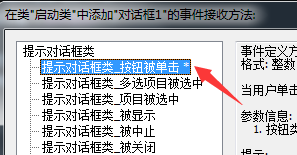 在类"启动类"中添加"对话框1"的事件接收方法:
提示对话框类
提示对话框类_按钮被单击 *
提示对话框类_多选项目被选中
提示对话框类_项目被选中
提示对话框类_被显示
提示对话框类_被中止
提示对话框类_被关闭
事件定义方
格式: 整数
当用户单击
参数信息:
1. 按钮类